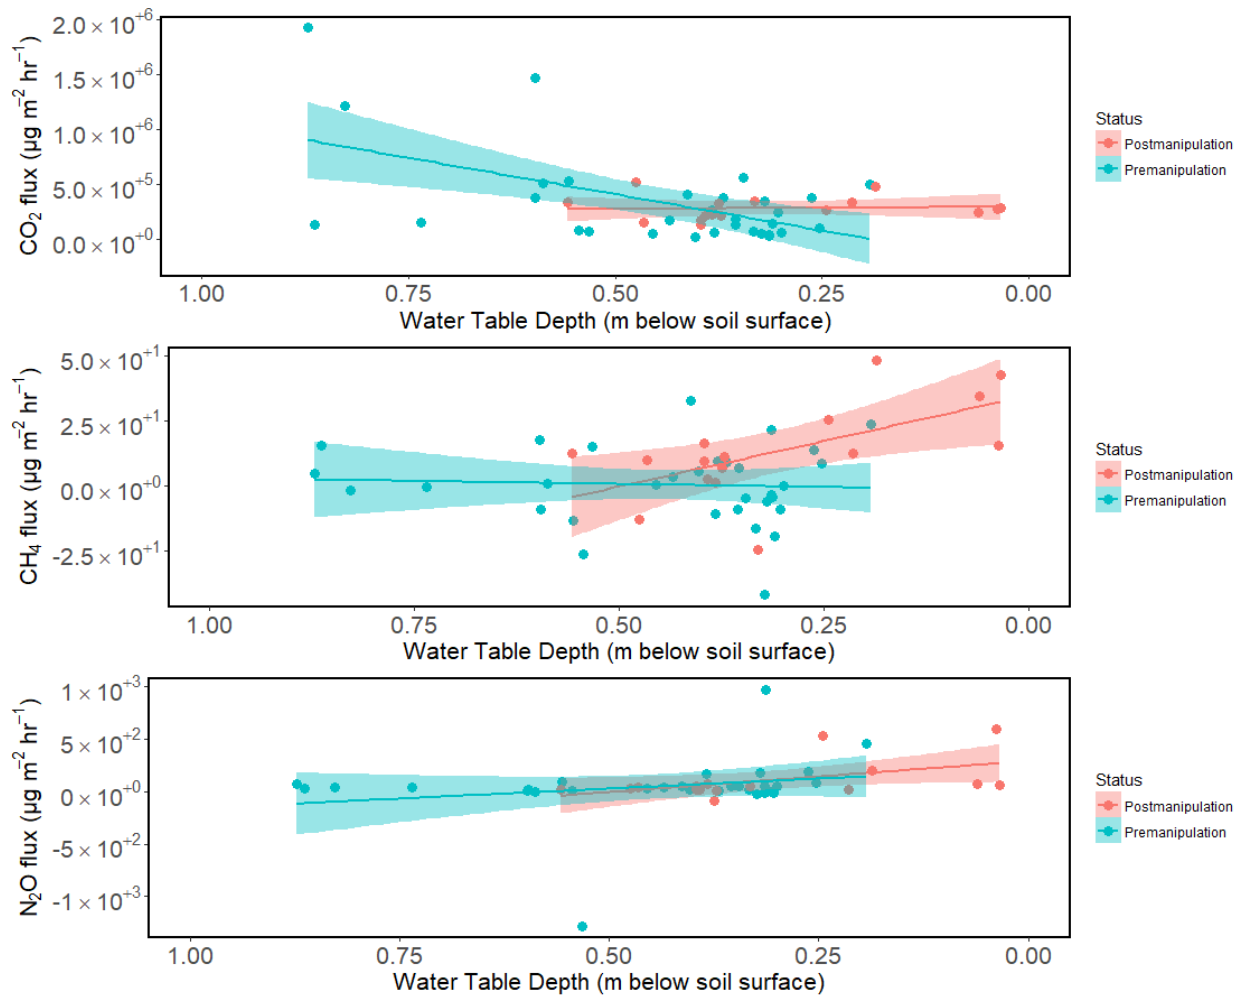 2.0 × 10⁺⁶
1.5 × 10⁺⁶
1.0 × 10⁺⁶
5.0 × 10⁺⁵
0.0 × 10⁺⁰
CO₂ flux (µg m⁻² hr⁻¹)
1.00 0.75 0.50 0.25 0.00
Water Table Depth (m below soil surface)
Status
Postmanipulation
Premanipulation
5.0 × 10⁺¹
2.5 × 10⁺¹
0.0 × 10⁺⁰
-2.5 × 10⁺¹
CH₄ flux (µg m⁻² hr⁻¹)
1.00 0.75 0.50 0.25 0.00
Water Table Depth (m below soil surface)
Status
Postmanipulation
Premanipulation
1 × 10⁺³
5 × 10⁺²
0 × 10⁺⁰
-5 × 10⁺²
-1 × 10⁺³
N₂O flux (µg m⁻² hr⁻¹)
1.00 0.75 0.50 0.25 0.00
Water Table Depth (m below soil surface)
Status
Postmanipulation
Premanipulation